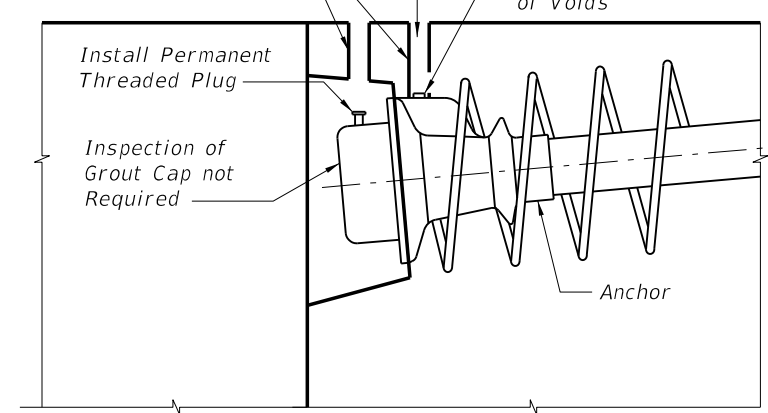 of Voids
Install Permanent
Threaded Plug
Inspection of
Grout Cap not
Required
Anchor